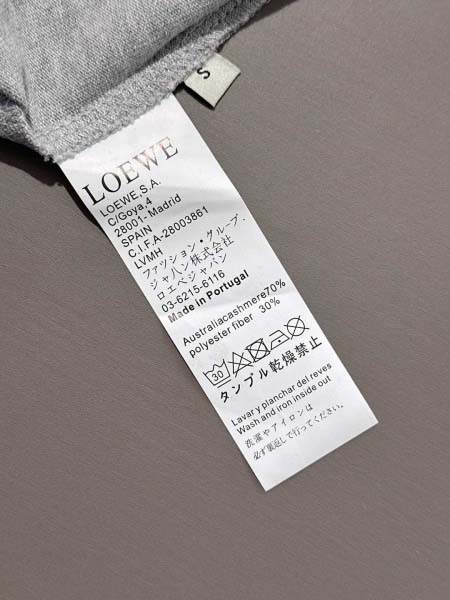 S
LOEWE
LOEWE,S.A.
C/Goya,4
28001- Madrid
SPAIN
C.I.F.A-28003861
LVMH
ファッション・グループ・
ジャパン株式会社
ロエベジャパン
03-6215-6116
Made in Portugal
Australiacashmere70%
polyester fiber 30%
30
タンブル乾燥禁止
Lavar y planchar del reves
Wash and iron inside out
洗濯やアイロンは
必ず裏返して行ってください。